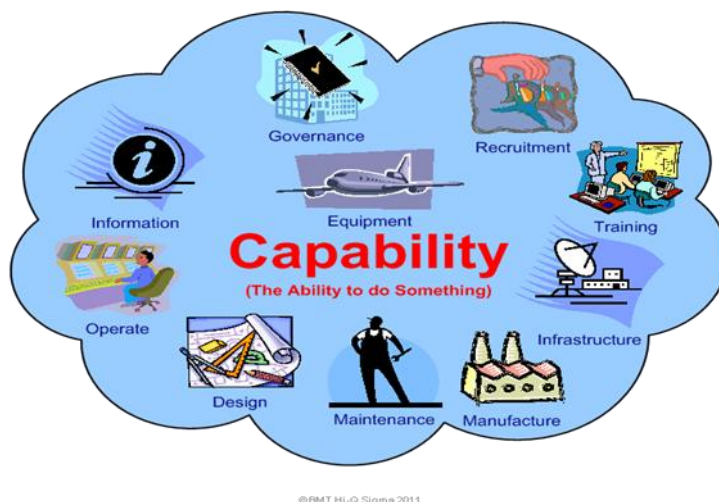 Governance
Recruitment
Information
Equipment
Training
Capability
(The Ability to do Something)
Operate
Infrastructure
Design
Maintenance
Manufacture
©BMT Hi-Q Sigma 2011